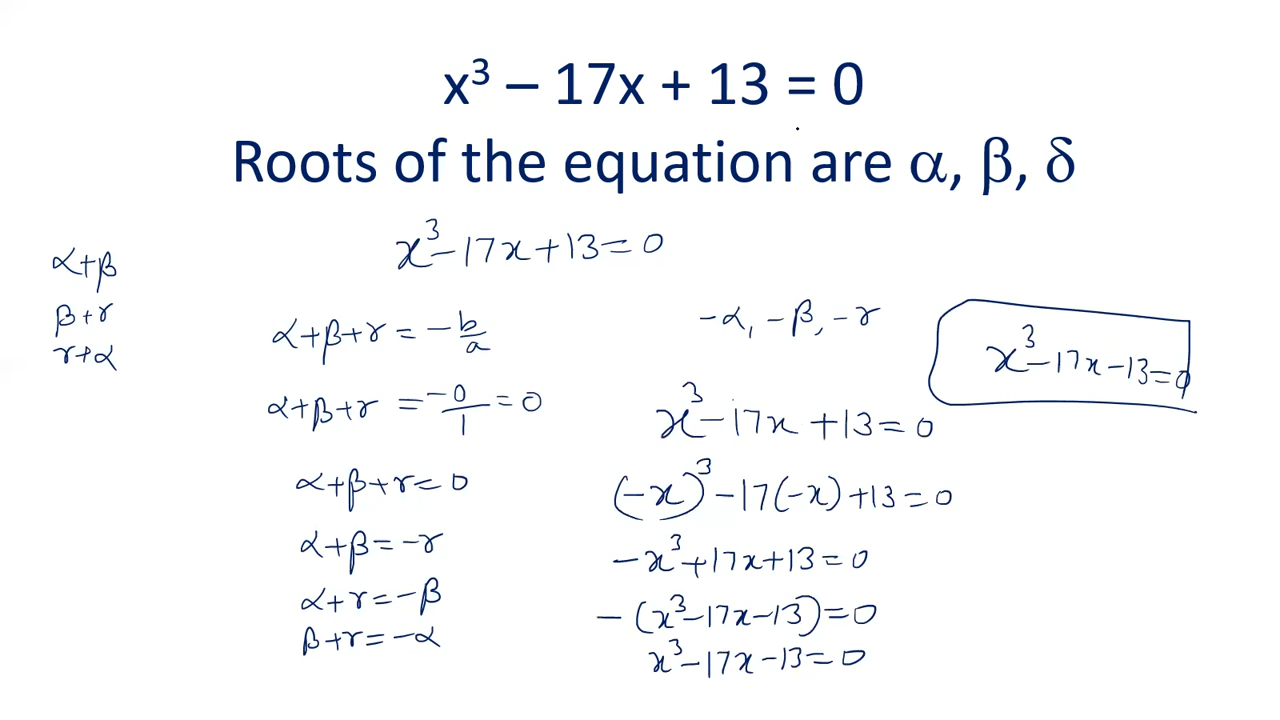 x³ – 17x + 13 = 0
Roots of the equation are α, β, δ
α+β
β+γ
γ+α
x³-17x+13=0
α+β+γ = -b/a
α+β+γ = -0/1 = 0
α+β+γ=0
α+β=-γ
α+γ=-β
β+γ=-α
-α, -β, -γ
x³-17x+13=0
(-x)³-17(-x)+13=0
-x³+17x+13=0
-(x³-17x-13)=0
x³-17x-13=0
x³-17x-13=0